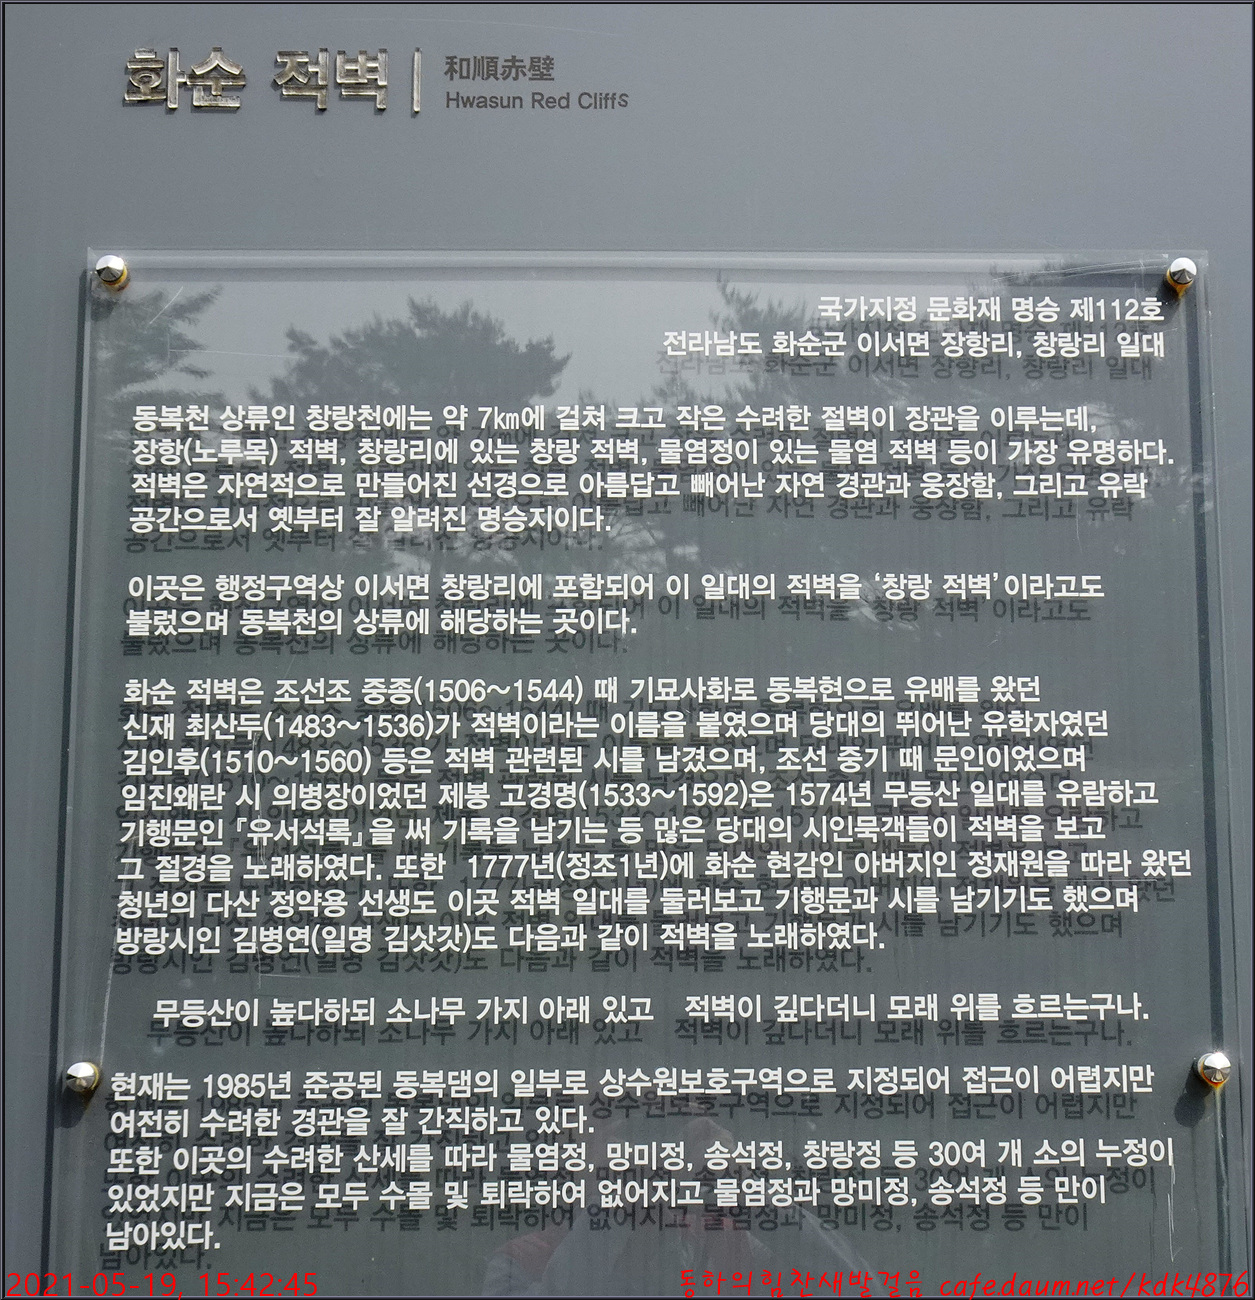 화순 적벽
和順赤壁
Hwasun Red Cliffs
국가지정 문화재 명승 제112호
전라남도 화순군 이서면 장항리, 창랑리 일대
동복천 상류인 창랑천에는 약 7㎞에 걸쳐 크고 작은 수려한 절벽이 장관을 이루는데,
장항(노루목) 적벽, 창랑리에 있는 창랑 적벽, 물염정이 있는 물염 적벽 등이 가장 유명하다.
적벽은 자연적으로 만들어진 선경으로 아름답고 빼어난 자연 경관과 웅장함, 그리고 유락
공간으로서 옛부터 잘 알려진 명승지이다.
이곳은 행정구역상 이서면 창랑리에 포함되어 이 일대의 적벽을 ‘창랑 적벽’이라고도
불렀으며 동복천의 상류에 해당하는 곳이다.
화순 적벽은 조선조 중종(1506～1544) 때 기묘사화로 동복현으로 유배를 왔던
신재 최산두(1483～1536)가 적벽이라는 이름을 붙였으며 당대의 뛰어난 유학자였던
김인후(1510～1560) 등은 적벽 관련된 시를 남겼으며, 조선 중기 때 문인이었으며
임진왜란 시 의병장이었던 제봉 고경명(1533～1592)은 1574년 무등산 일대를 유람하고
기행문인 『유서석록』을 써 기록을 남기는 등 많은 당대의 시인묵객들이 적벽을 보고
그 절경을 노래하였다. 또한 1777년(정조1년)에 화순 현감인 아버지인 정재원을 따라 왔던
청년의 다산 정약용 선생도 이곳 적벽 일대를 둘러보고 기행문과 시를 남기기도 했으며
방랑시인 김병연(일명 김삿갓)도 다음과 같이 적벽을 노래하였다.
무등산이 높다하되 소나무 가지 아래 있고 적벽이 깊다더니 모래 위를 흐르는구나.
현재는 1985년 준공된 동복댐의 일부로 상수원보호구역으로 지정되어 접근이 어렵지만
여전히 수려한 경관을 잘 간직하고 있다.
또한 이곳의 수려한 산세를 따라 물염정, 망미정, 송석정, 창랑정 등 30여 개 소의 누정이
있었지만 지금은 모두 수몰 및 퇴락하여 없어지고 물염정과 망미정, 송석정 등 만이
남아있다.
2021-05-19, 15:42:45
동하의힘찬새발걸음 cafe.daum.net/kdk4876